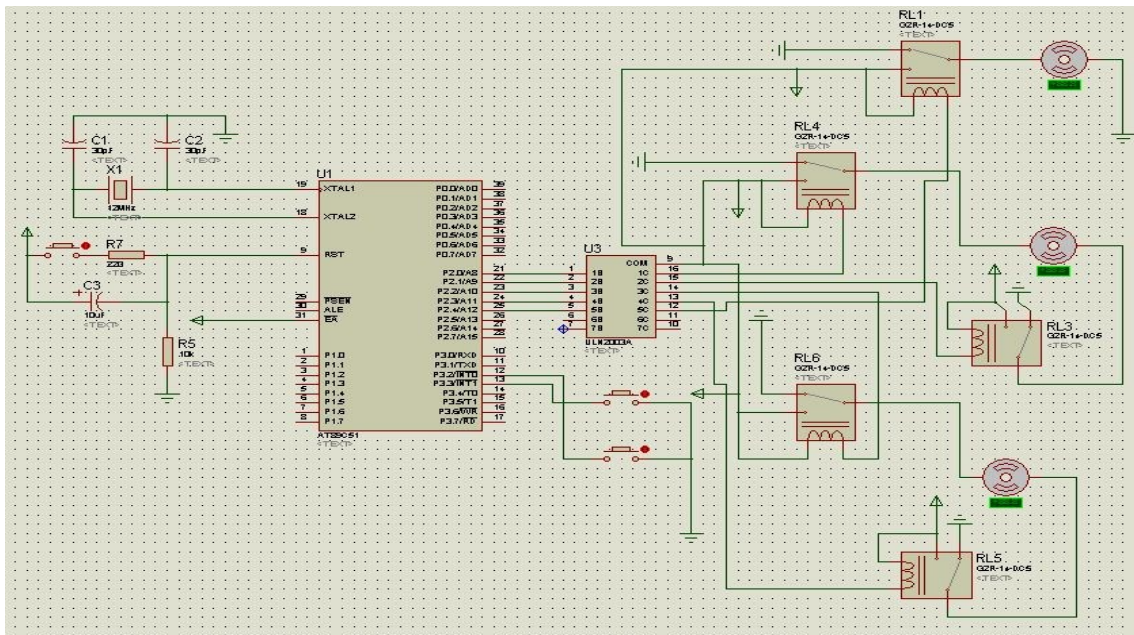 RL1
GZR-1a-DC5
<TEXT>
RL4
GZR-1a-DC5
<TEXT>
C1
30pF
<TEXT>
C2
30pF
<TEXT>
X1
12MHz
<TEXT>
R7
220
<TEXT>
C3
+
10uF
<TEXT>
R5
10k
<TEXT>
U1
19
XTAL1
18
XTAL2
9
RST
29
PSEN
30
ALE
31
EA
1
P1.0
2
P1.1
3
P1.2
4
P1.3
5
P1.4
6
P1.5
7
P1.6
8
P1.7
P0.0/AD0
39
P0.1/AD1
38
P0.2/AD2
37
P0.3/AD3
36
P0.4/AD4
35
P0.5/AD5
34
P0.6/AD6
33
P0.7/AD7
32
P2.0/A8
21
P2.1/A9
22
P2.2/A10
23
P2.3/A11
24
P2.4/A12
25
P2.5/A13
26
P2.6/A14
27
P2.7/A15
28
P3.0/RXD
10
P3.1/TXD
11
P3.2/INT0
12
P3.3/INT1
13
P3.4/T0
14
P3.5/T1
15
P3.6/WR
16
P3.7/RD
17
AT89C51
<TEXT>
U3
COM
9
1
1B
1C
16
2
2B
2C
15
3
3B
3C
14
4
4B
4C
13
5
5B
5C
12
6
6B
6C
11
7
7B
7C
10
ULN2003A
<TEXT>
RL3
GZR-1a-DC5
<TEXT>
RL6
GZR-1a-DC5
<TEXT>
RL5
GZR-1a-DC5
<TEXT>